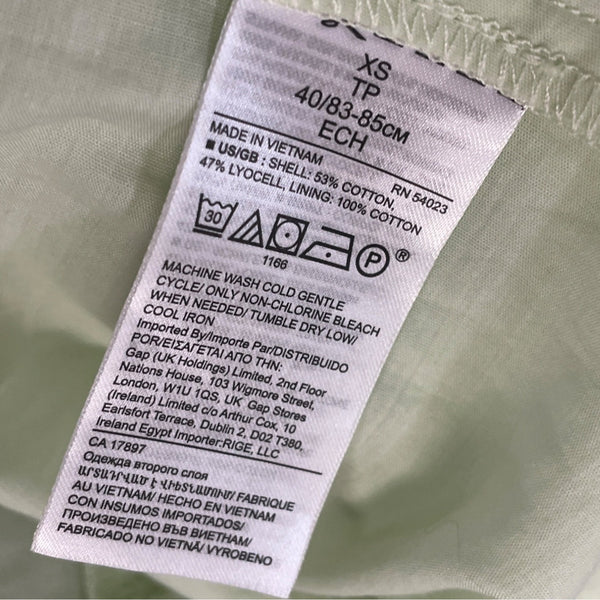 XS
TP
40/83-85см
ECH
MADE IN VIETNAM
RN 54023
■ US/GB : SHELL: 53% COTTON,
47% LYOCELL, LINING: 100% COTTON
30 P ®
1166
MACHINE WASH COLD GENTLE
CYCLE/ ONLY NON-CHLORINE BLEACH
WHEN NEEDED/ TUMBLE DRY LOW/
COOL IRON
Imported By/Importe Par/DISTRIBUIDO
POR/ΕΙΣΑΓΕΤΑΙ ΑΠΟ ΤΗΝ:
Gap (UK Holdings) Limited, 2nd Floor
Nations House, 103 Wigmore Street,
London, W1U 1QS, UK Gap Stores
(Ireland) Limited c/o Arthur Cox, 10
Earlsfort Terrace, Dublin 2, D02 T380,
Ireland Egypt Importer:RIGE, LLC
CA 17897
Одежда второго слоя
ԱՐՏԱԴՐՎԱԾ Է ՎԻԵՏՆԱՄՈՒՄ/ FABRIQUE
AU VIETNAM/ HECHO EN VIETNAM
CON INSUMOS IMPORTADOS/
ПРОИЗВЕДЕНО ВЪВ ВИЕТНАМ/
FABRICADO NO VIETNÃ/ VYROBENO